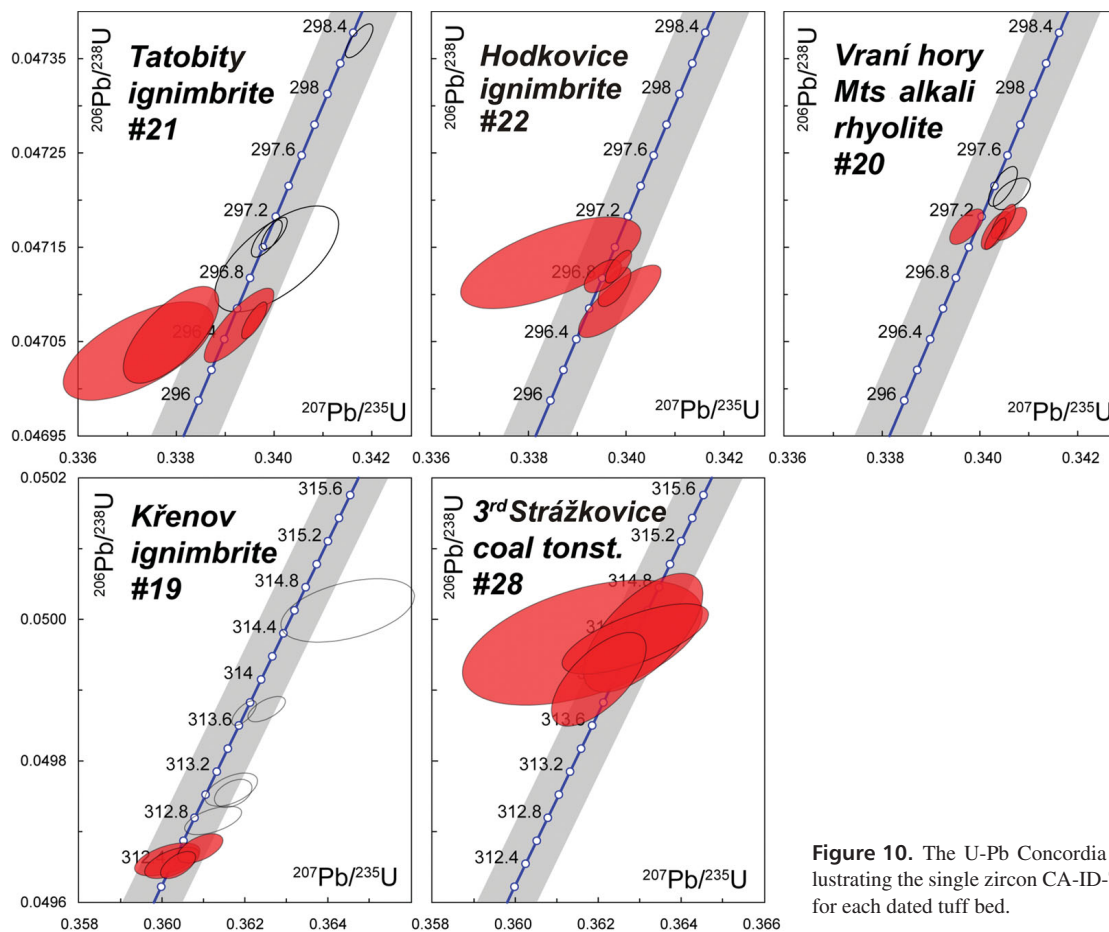 0.04735
0.04725
0.04715
0.04705
0.04695
206Pb/238U
Tatobity
ignimbrite
#21
298.4
298
297.6
297.2
296.8
296.4
296
207Pb/235U
0.336 0.338 0.340 0.342
206Pb/238U
Hodkovice
ignimbrite
#22
298.4
298
297.6
297.2
296.8
296.4
296
207Pb/235U
0.336 0.338 0.340 0.342
206Pb/238U
Vraní hory
Mts alkali
rhyolite
#20
298.4
298
297.6
297.2
296.8
296.4
296
207Pb/235U
0.336 0.338 0.340 0.342
0.0502
0.0500
0.0498
0.0496
206Pb/238U
Křenov
ignimbrite
#19
315.6
315.2
314.8
314.4
314
313.6
313.2
312.8
207Pb/235U
0.358 0.360 0.362 0.364 0.366
206Pb/238U
3rd Strážkovice
coal tonst.
#28
315.6
315.2
314.8
313.6
313.2
312.8
312.4
207Pb/235U
0.358 0.360 0.362 0.364 0.366
Figure 10. The U-Pb Concordia
lustrating the single zircon CA-ID-
for each dated tuff bed.